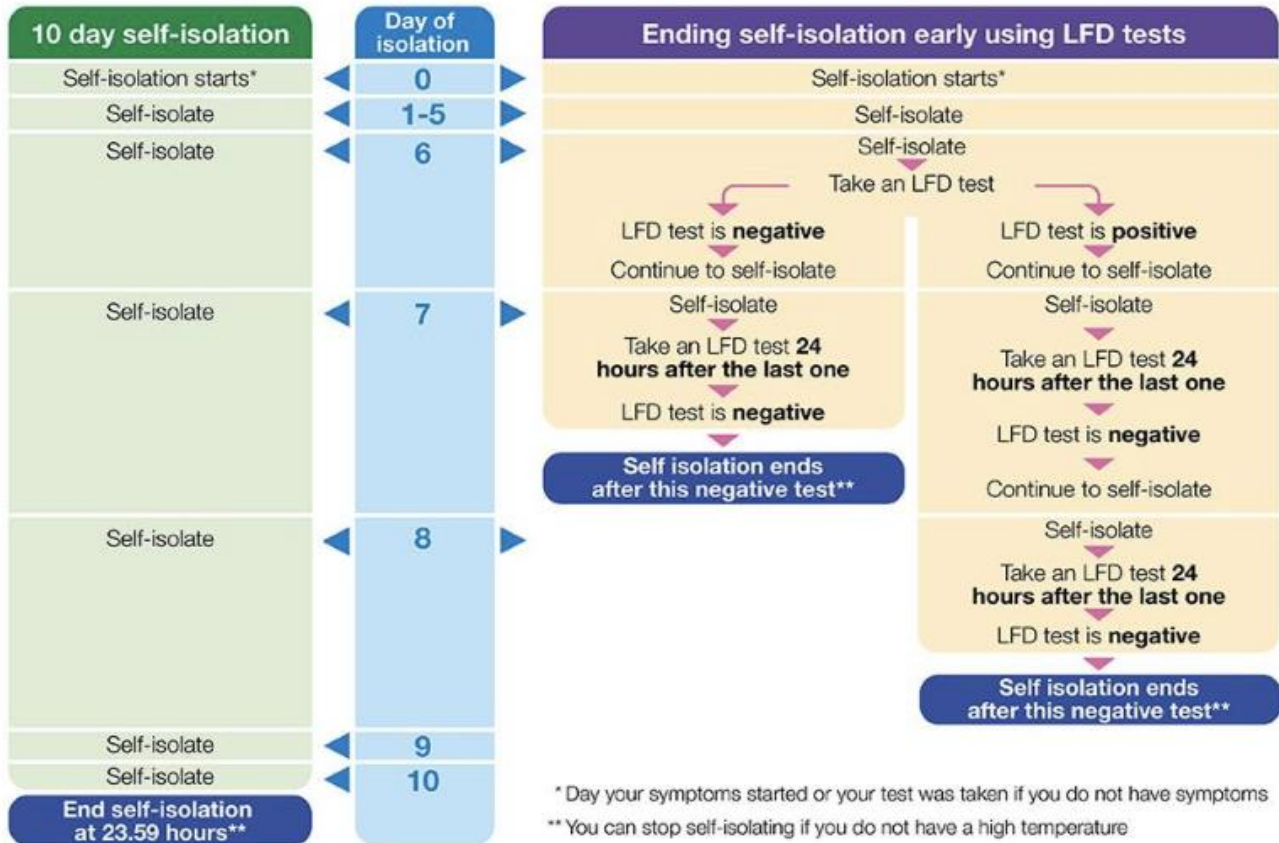 10 day self-isolation
Day of
isolation
Ending self-isolation early using LFD tests
Self-isolation starts*
0
Self-isolation starts*
Self-isolate
1-5
Self-isolate
Self-isolate
6
Self-isolate
Take an LFD test
LFD test is negative
Continue to self-isolate
LFD test is positive
Continue to self-isolate
Self-isolate
7
Self-isolate
Take an LFD test 24
hours after the last one
LFD test is negative
Self isolation ends
after this negative test**
Self-isolate
Take an LFD test 24
hours after the last one
LFD test is negative
Continue to self-isolate
Self-isolate
8
Self-isolate
Take an LFD test 24
hours after the last one
LFD test is negative
Self isolation ends
after this negative test**
Self-isolate
9
Self-isolate
10
End self-isolation
at 23.59 hours**
* Day your symptoms started or your test was taken if you do not have symptoms
** You can stop self-isolating if you do not have a high temperature